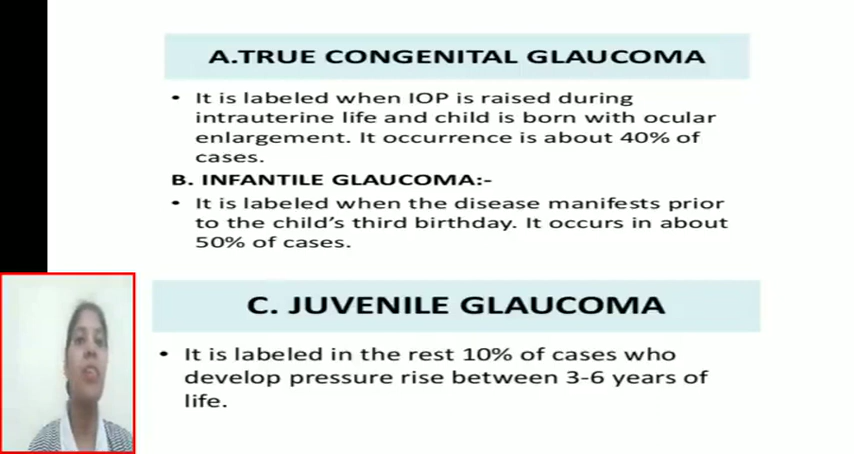 A.TRUE CONGENITAL GLAUCOMA
• It is labeled when IOP is raised during
intrauterine life and child is born with ocular
enlargement. It occurrence is about 40% of
cases.
B. INFANTILE GLAUCOMA:-
• It is labeled when the disease manifests prior
to the child's third birthday. It occurs in about
50% of cases.
C. JUVENILE GLAUCOMA
• It is labeled in the rest 10% of cases who
develop pressure rise between 3-6 years of
life.